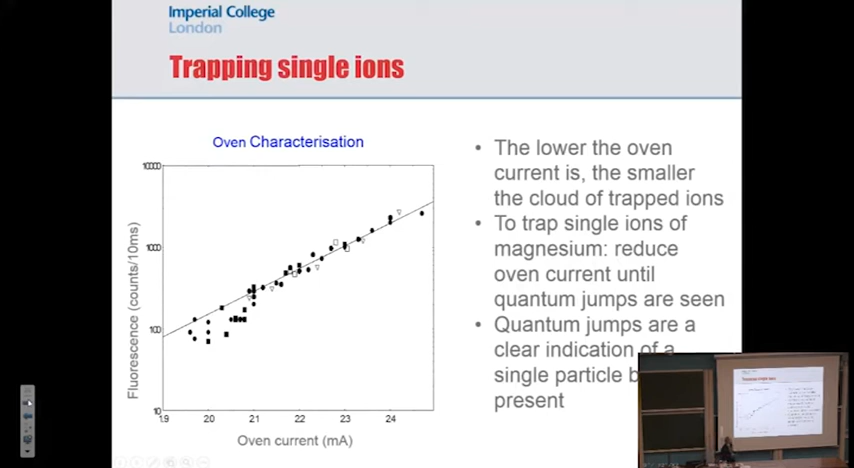 Imperial College
London
Trapping single ions
Oven Characterisation
10000
1000
100
10
19 20 21 22 23 24
Fluorescence (counts/10ms)
Oven current (mA)
• The lower the oven
current is, the smaller
the cloud of trapped ions
• To trap single ions of
magnesium: reduce
oven current until
quantum jumps are seen
• Quantum jumps are a
clear indication of a
single particle
present
Trapping single ions